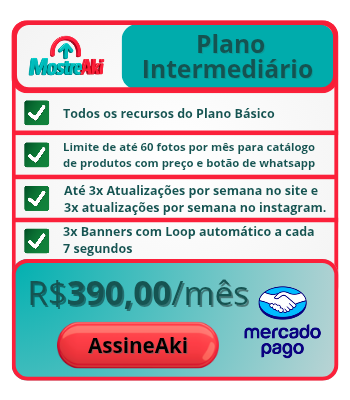 MostreAki
Plano
Intermediário
Todos os recursos do Plano Básico
Limite de até 60 fotos por mês para catálogo
de produtos com preço e botão de whatsapp
Até 3x Atualizações por semana no site e
3x atualizações por semana no instagram.
3x Banners com Loop automático a cada
7 segundos
R$390,00/mês
AssineAki
mercado
pago